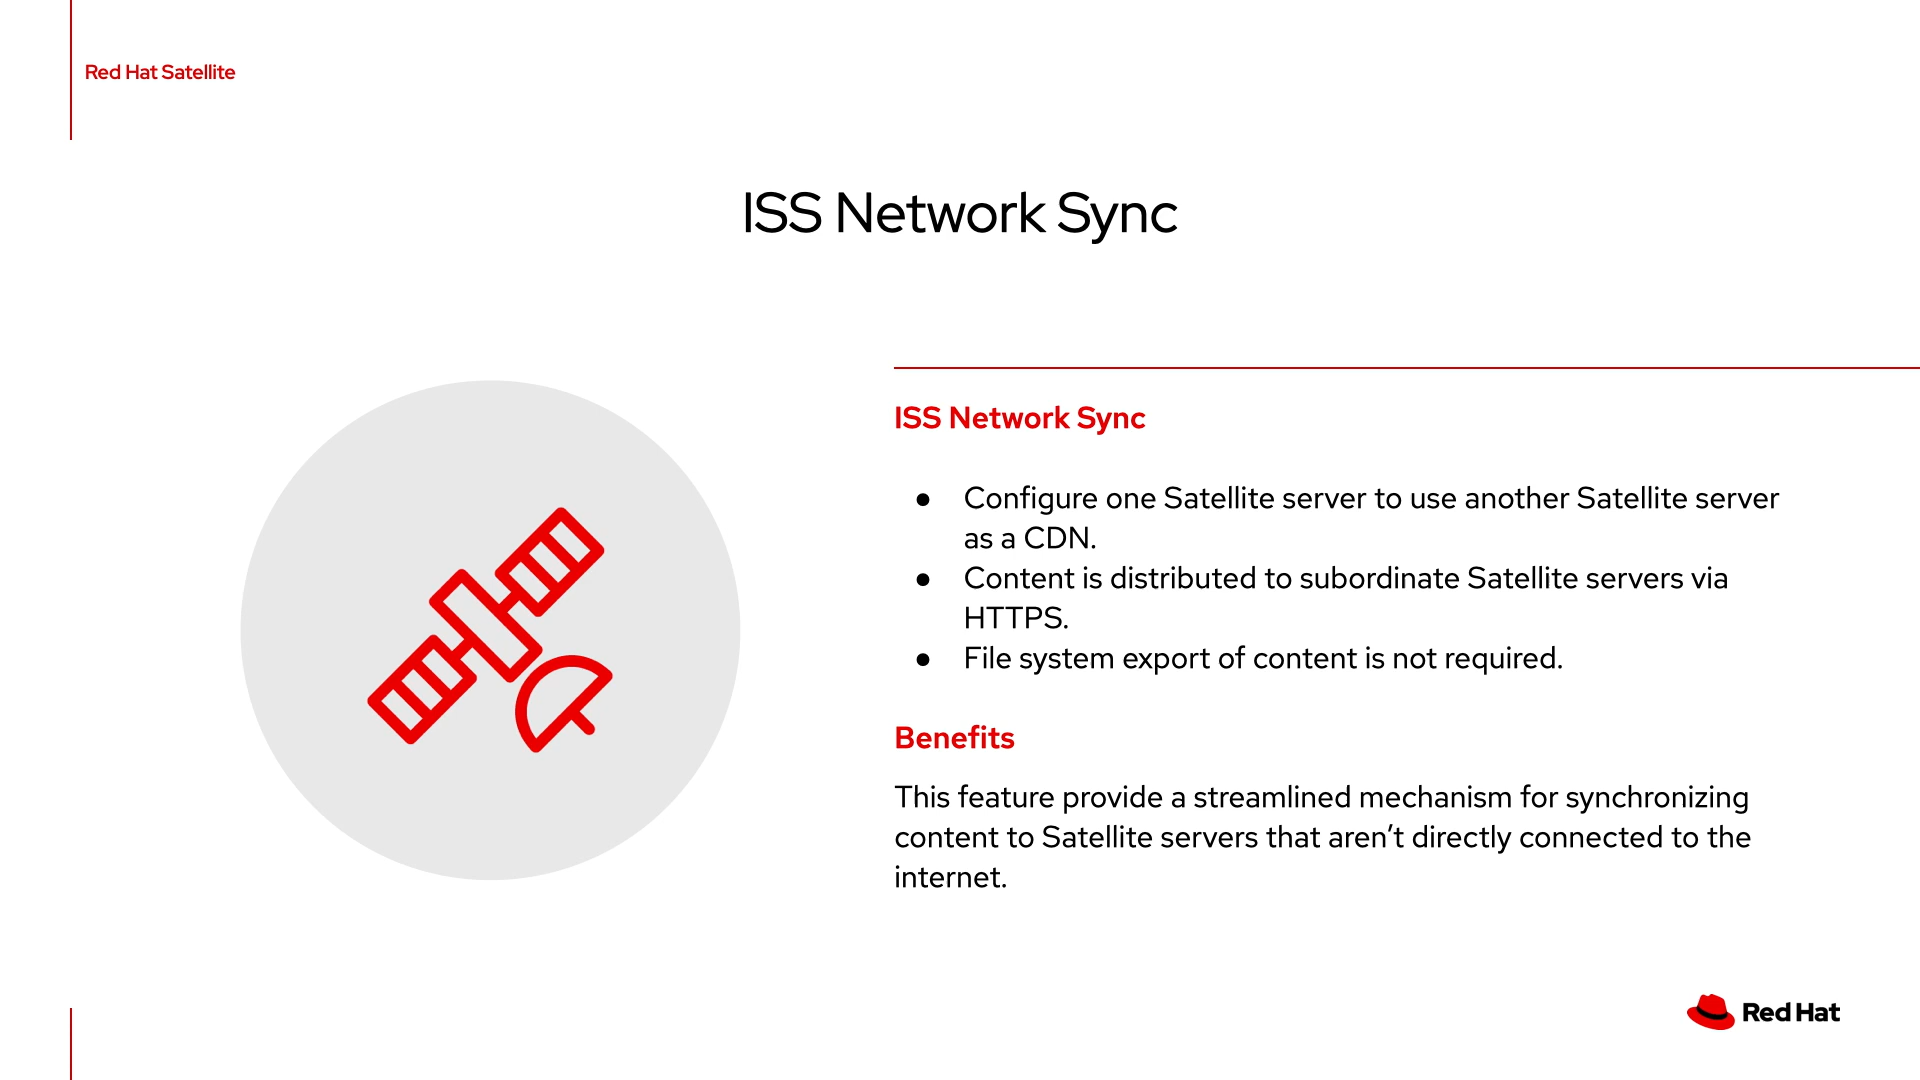 Red Hat Satellite
ISS Network Sync
ISS Network Sync
● Configure one Satellite server to use another Satellite server
as a CDN.
● Content is distributed to subordinate Satellite servers via
HTTPS.
● File system export of content is not required.
Benefits
This feature provide a streamlined mechanism for synchronizing
content to Satellite servers that aren’t directly connected to the
internet.
Red Hat